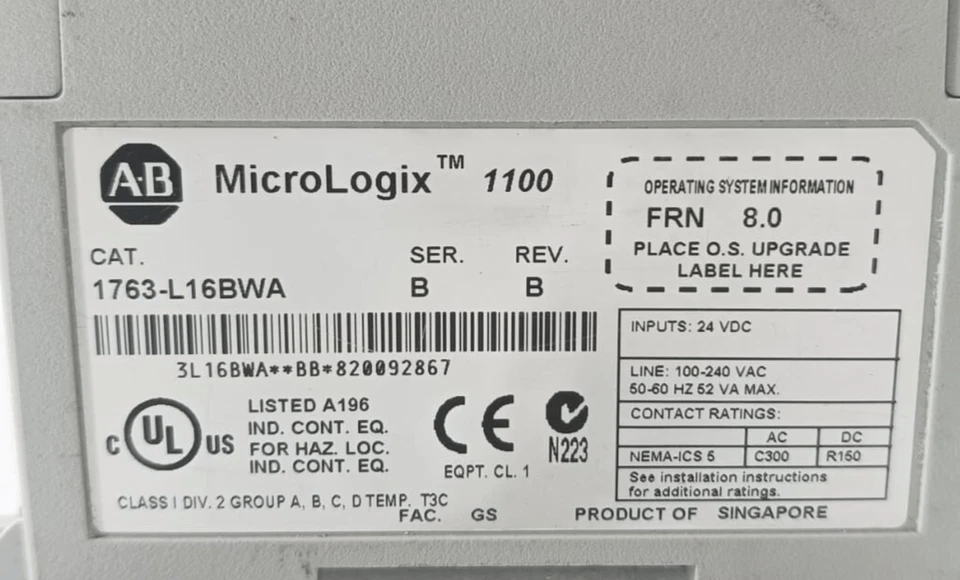 A-B MicroLogix™ 1100
OPERATING SYSTEM INFORMATION
FRN 8.0
PLACE O.S. UPGRADE
LABEL HERE
CAT. SER. REV.
1763-L16BWA B B
3L16BWA**BB*820092867
INPUTS: 24 VDC
LINE: 100-240 VAC
50-60 HZ 52 VA MAX.
CONTACT RATINGS:
AC DC
NEMA-ICS 5 C300 R150
See installation instructions
for additional ratings.
C UL US
LISTED A196
IND. CONT. EQ.
FOR HAZ. LOC.
IND. CONT. EQ.
CE
EQPT. CL. 1
N223
CLASS I DIV. 2 GROUP A, B, C, D TEMP. T3C
FAC. GS
PRODUCT OF SINGAPORE